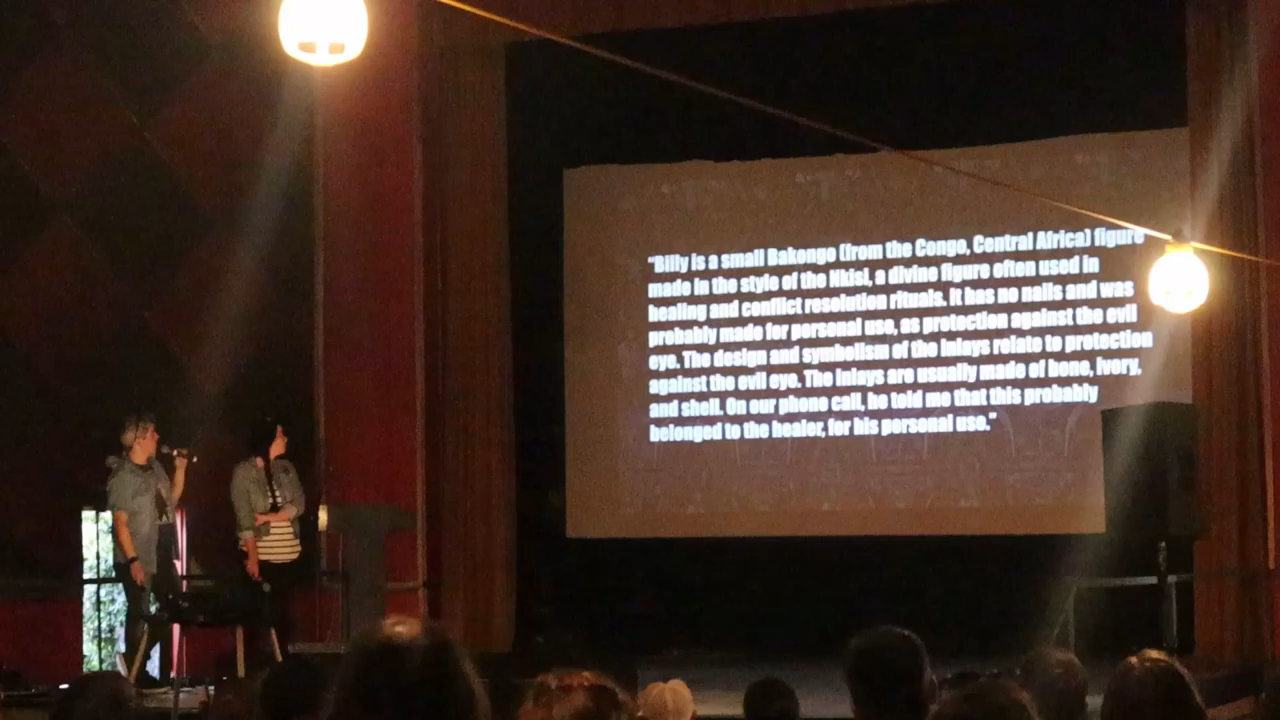 “Billy is a small Bakongo (from the Congo, Central Africa) figure
made in the style of the Nkisi, a divine figure often used in
healing and conflict resolution rituals. It has no nails and was
probably made for personal use, as protection against the evil
eye. The design and symbolism of the inlays relate to protection
against the evil eye. The inlays are usually made of bone, ivory,
and shell. On our phone call, he told me that this probably
belonged to the healer, for his personal use.”